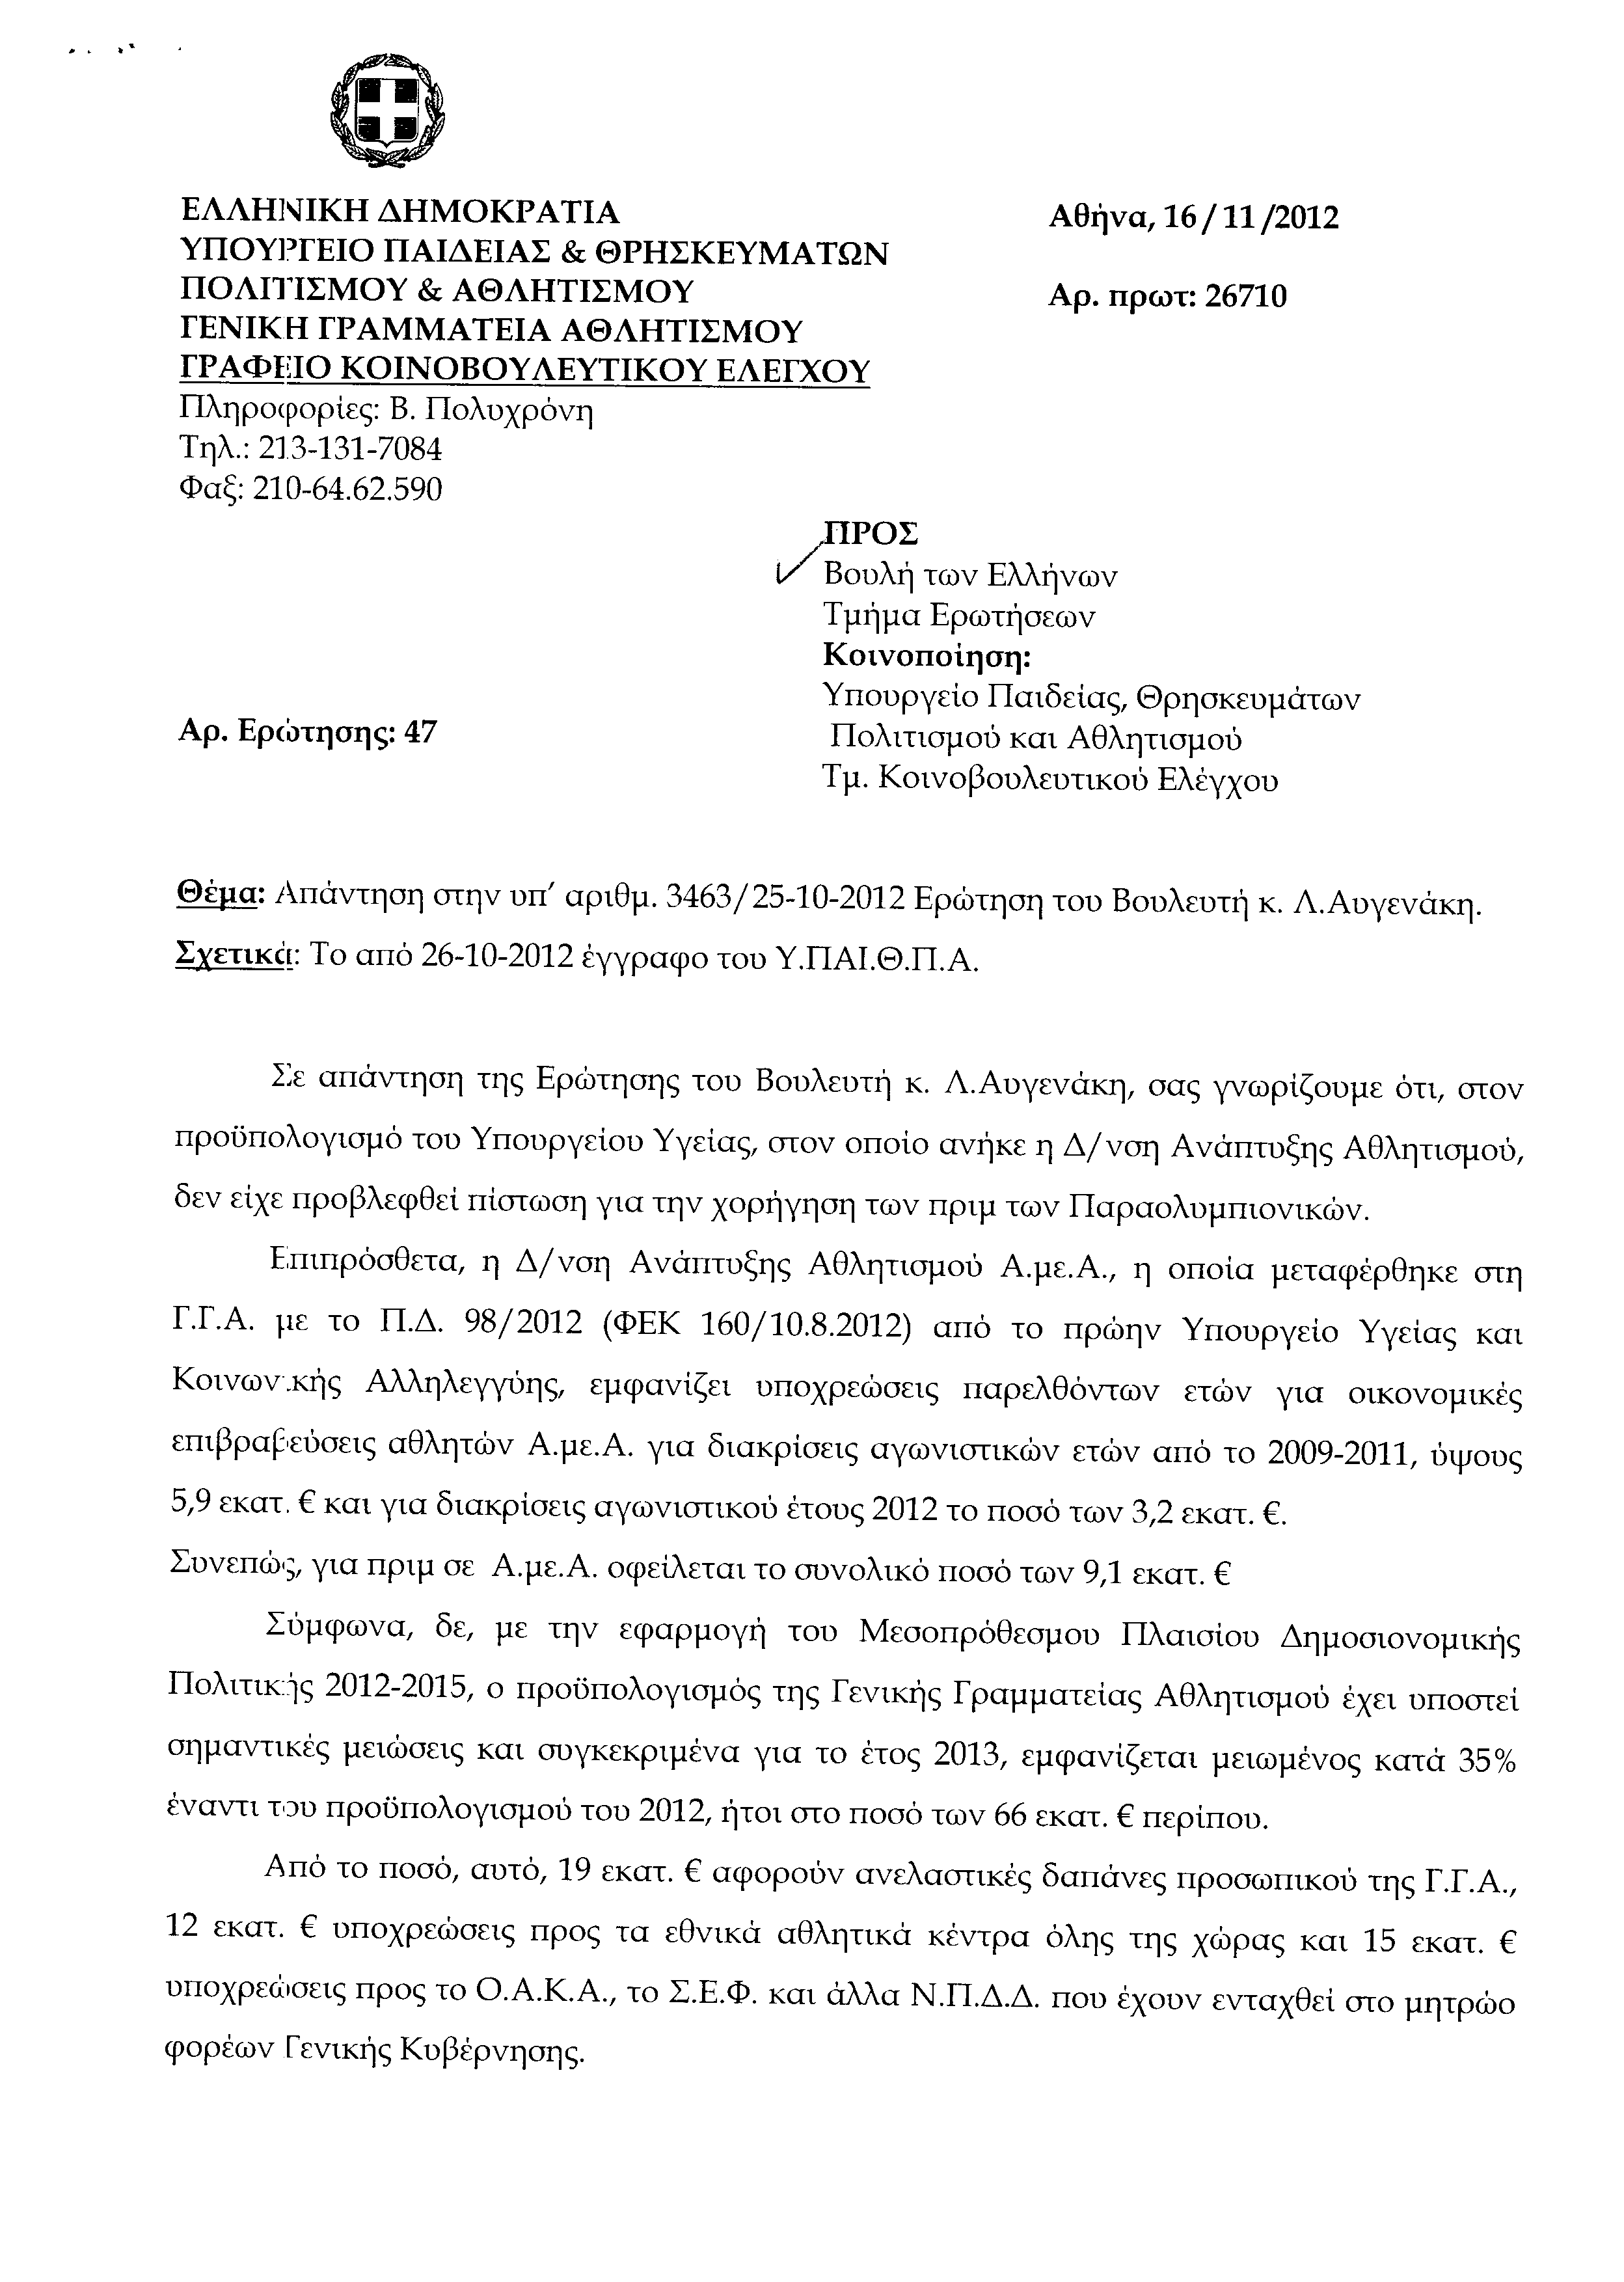 ΕΛΛΗΝΙΚΗ ΔΗΜΟΚΡΑΤΙΑ
ΥΠΟΥΡΓΕΙΟ ΠΑΙΔΕΙΑΣ & ΘΡΗΣΚΕΥΜΑΤΩΝ
ΠΟΛΙΤΙΣΜΟΥ & ΑΘΛΗΤΙΣΜΟΥ
ΓΕΝΙΚΗ ΓΡΑΜΜΑΤΕΙΑ ΑΘΛΗΤΙΣΜΟΥ
ΓΡΑΦΕΙΟ ΚΟΙΝΟΒΟΥΛΕΥΤΙΚΟΥ ΕΛΕΓΧΟΥ
Πληροφορίες: Β. Πολυχρόνη
Τηλ.: 213-131-7084
Φαξ: 210-64.62.590
Αθήνα, 16/11/2012
Αρ. πρωτ: 26710
ΠΡΟΣ
Βουλή των Ελλήνων
Τμήμα Ερωτήσεων
Κοινοποίηση:
Υπουργείο Παιδείας, Θρησκευμάτων
Πολιτισμού και Αθλητισμού
Τμ. Κοινοβουλευτικού Ελέγχου
Αρ. Ερώτησης: 47
Θέμα: Απάντηση στην υπ' αριθμ. 3463/25-10-2012 Ερώτηση του Βουλευτή κ. Λ.Αυγενάκη.
Σχετικά: Το από 26-10-2012 έγγραφο του Υ.ΠΑΙ.Θ.Π.Α.
Σε απάντηση της Ερώτησης του Βουλευτή κ. Λ.Αυγενάκη, σας γνωρίζουμε ότι, στον
προϋπολογισμό του Υπουργείου Υγείας, στον οποίο ανήκε η Δ/νση Ανάπτυξης Αθλητισμού,
δεν είχε προβλεφθεί πίστωση για την χορήγηση των πριμ των Παραολυμπιονικών.
Επιπρόσθετα, η Δ/νση Ανάπτυξης Αθλητισμού Α.με.Α., η οποία μεταφέρθηκε στη
Γ.Γ.Α. με το Π.Δ. 98/2012 (ΦΕΚ 160/10.8.2012) από το πρώην Υπουργείο Υγείας και
Κοινωνικής Αλληλεγγύης, εμφανίζει υποχρεώσεις παρελθόντων ετών για οικονομικές
επιβραβεύσεις αθλητών Α.με.Α. για διακρίσεις αγωνιστικών ετών από το 2009-2011, ύψους
5,9 εκατ. € και για διακρίσεις αγωνιστικού έτους 2012 το ποσό των 3,2 εκατ. €.
Συνεπώς, για πριμ σε Α.με.Α. οφείλεται το συνολικό ποσό των 9,1 εκατ. €
Σύμφωνα, δε, με την εφαρμογή του Μεσοπρόθεσμου Πλαισίου Δημοσιονομικής
Πολιτικής 2012-2015, ο προϋπολογισμός της Γενικής Γραμματείας Αθλητισμού έχει υποστεί
σημαντικές μειώσεις και συγκεκριμένα για το έτος 2013, εμφανίζεται μειωμένος κατά 35%
έναντι του προϋπολογισμού του 2012, ήτοι στο ποσό των 66 εκατ. € περίπου.
Από το ποσό, αυτό, 19 εκατ. € αφορούν ανελαστικές δαπάνες προσωπικού της Γ.Γ.Α.,
12 εκατ. € υποχρεώσεις προς τα εθνικά αθλητικά κέντρα όλης της χώρας και 15 εκατ. €
υποχρεώσεις προς το Ο.Α.Κ.Α., το Σ.Ε.Φ. και άλλα Ν.Π.Δ.Δ. που έχουν ενταχθεί στο μητρώο
φορέων Γενικής Κυβέρνησης.